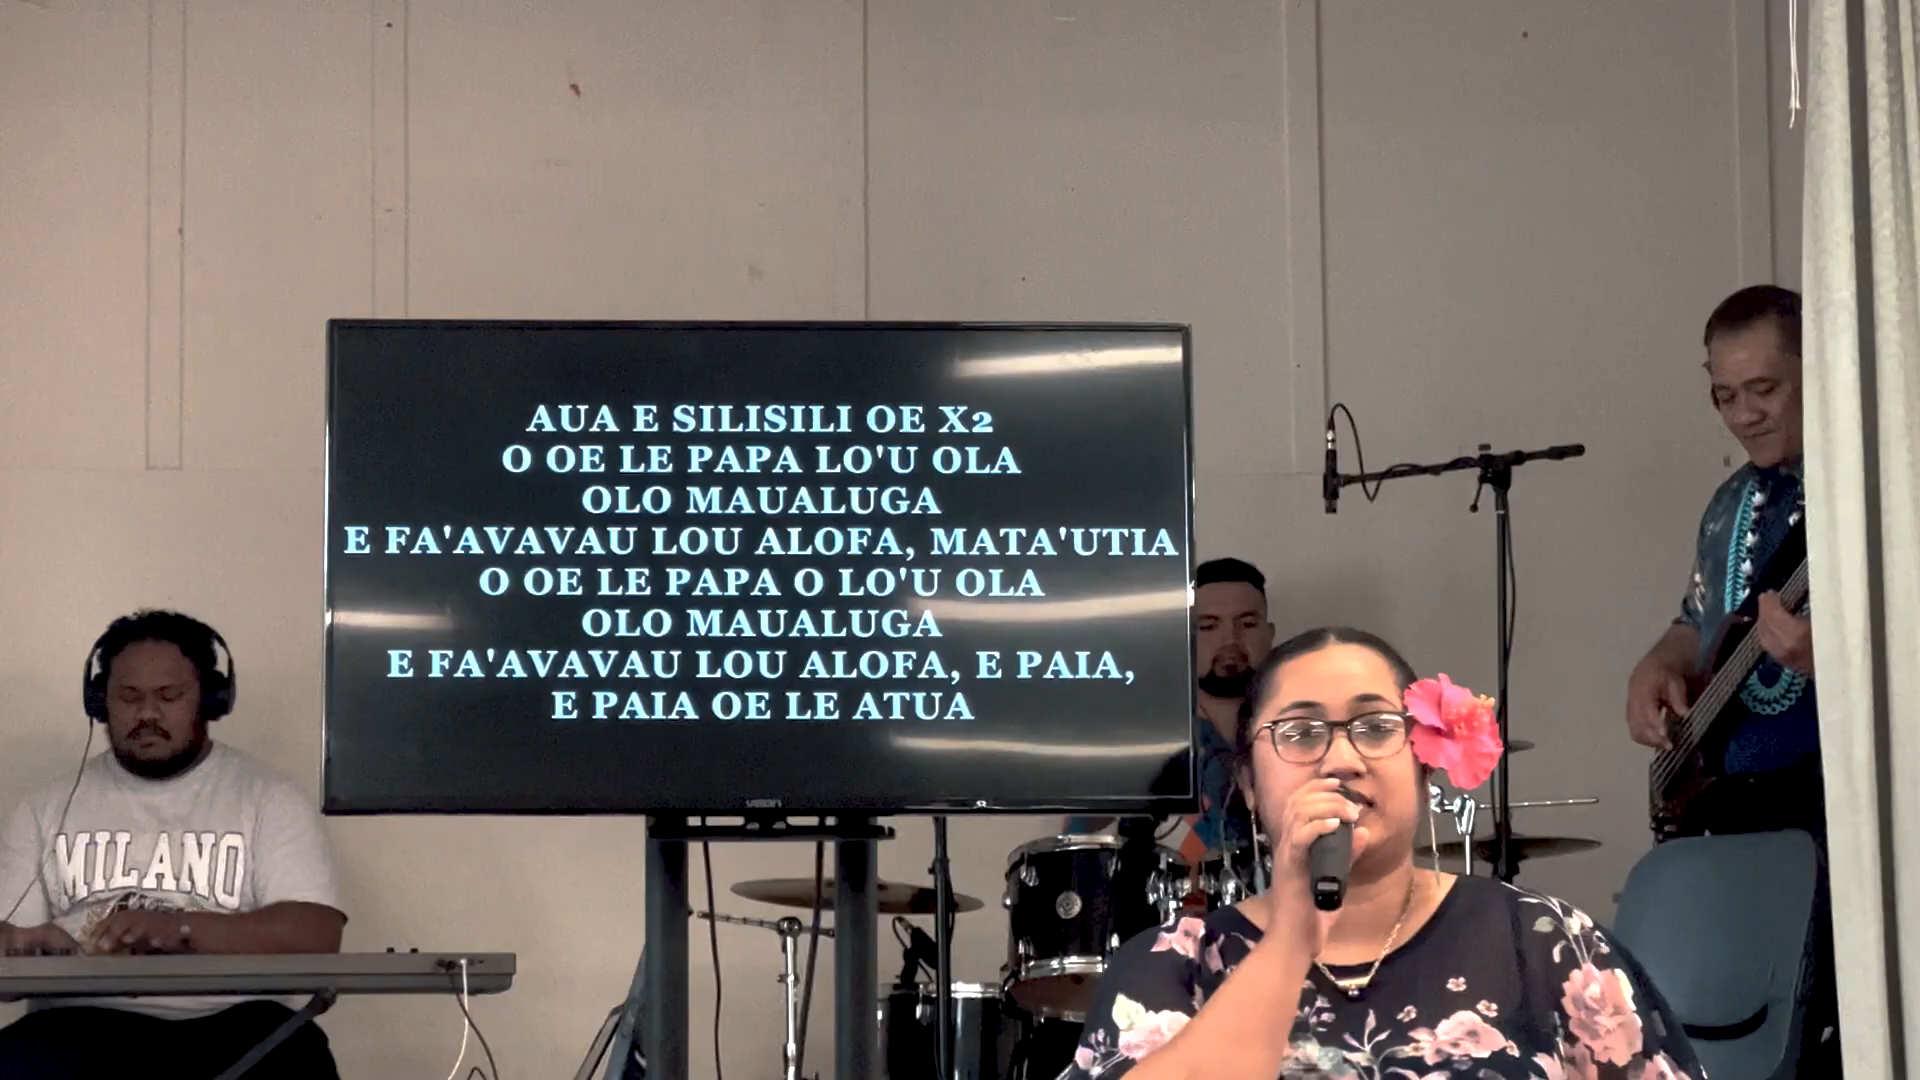 AUA E SILISILI OE X2
O OE LE PAPA LO'U OLA
OLO MAUALUGA
E FA'AVAVAU LOU ALOFA, MATA'UTIA
O OE LE PAPA O LO'U OLA
OLO MAUALUGA
E FA'AVAVAU LOU ALOFA, E PAIA,
E PAIA OE LE ATUA
MILANO